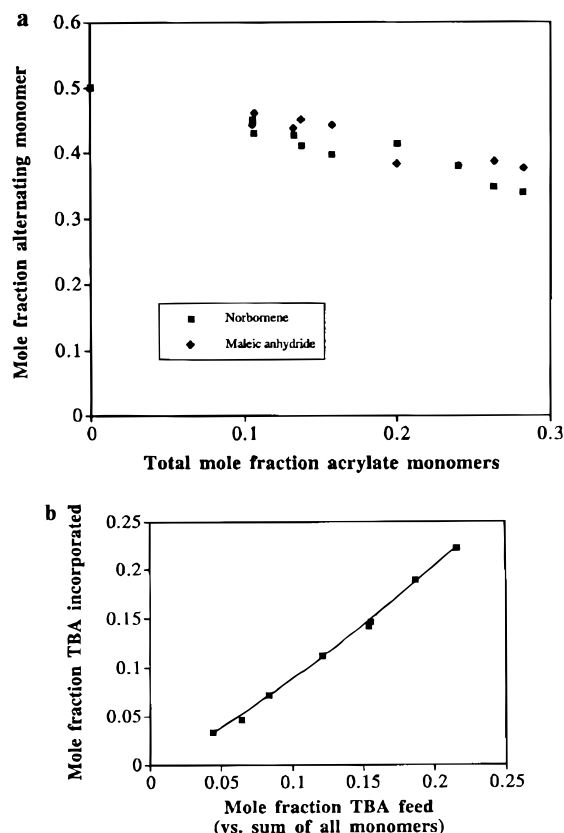 a
Mole fraction alternating monomer
0.6
0.5
0.4
0.3
0.2
0.1
0
Norbornene
Maleic anhydride
0
0.1
0.2
0.3
Total mole fraction acrylate monomers
b
Mole fraction TBA incorporated
0.25
0.2
0.15
0.1
0.05
0
0
0.05
0.1
0.15
0.2
0.25
Mole fraction TBA feed
(vs. sum of all monomers)